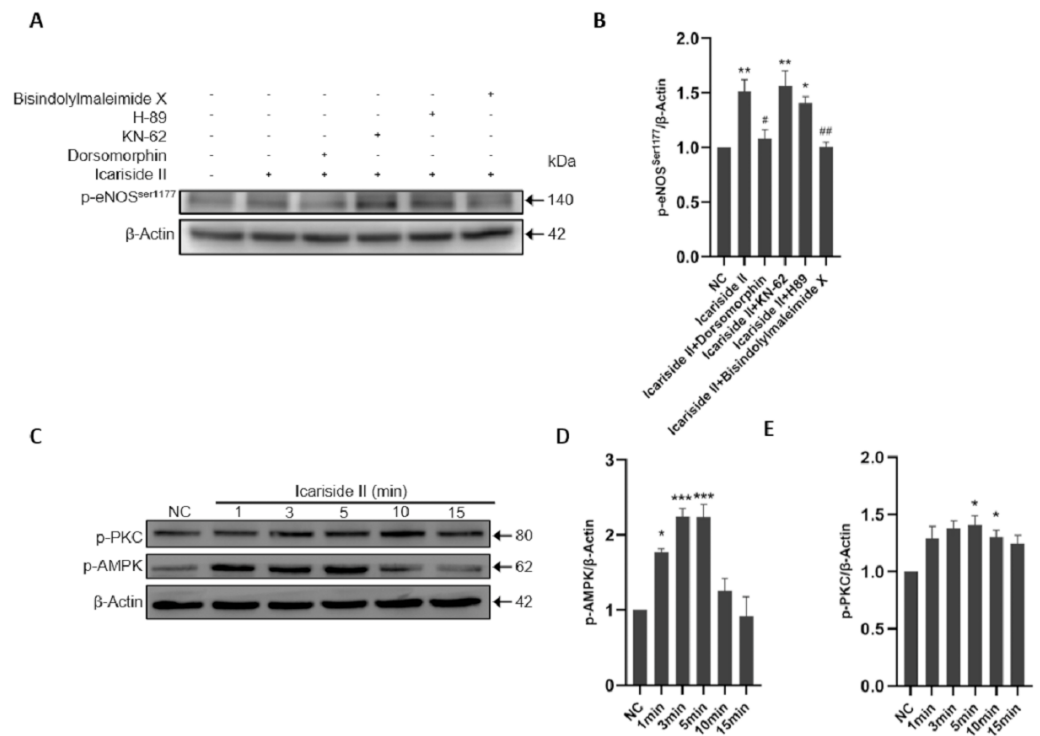 A
Bisindolylmaleimide X - - - - - +
H-89 - - - - + -
KN-62 - - - + - -
Dorsomorphin - - + - - -
Icariside II - + + + + +
kDa
p-eNOSser1177
140
β-Actin
42
B
p-eNOSSer1177/β-Actin
2.0
1.5
1.0
0.5
0.0
**
#
**
*
##
NC
Icariside II
Icariside II+Dorsomorphin
Icariside II+KN-62
Icariside II+H89
Icariside II+Bisindolylmaleimide X
C
Icariside II (min)
NC 1 3 5 10 15
p-PKC
80
p-AMPK
62
β-Actin
42
D
p-AMPK/β-Actin
3
2
1
0
*
***
***
NC
1min
3min
5min
10min
15min
E
p-PKC/β-Actin
2.0
1.5
1.0
0.5
0.0
*
*
NC
1min
3min
5min
10min
15min